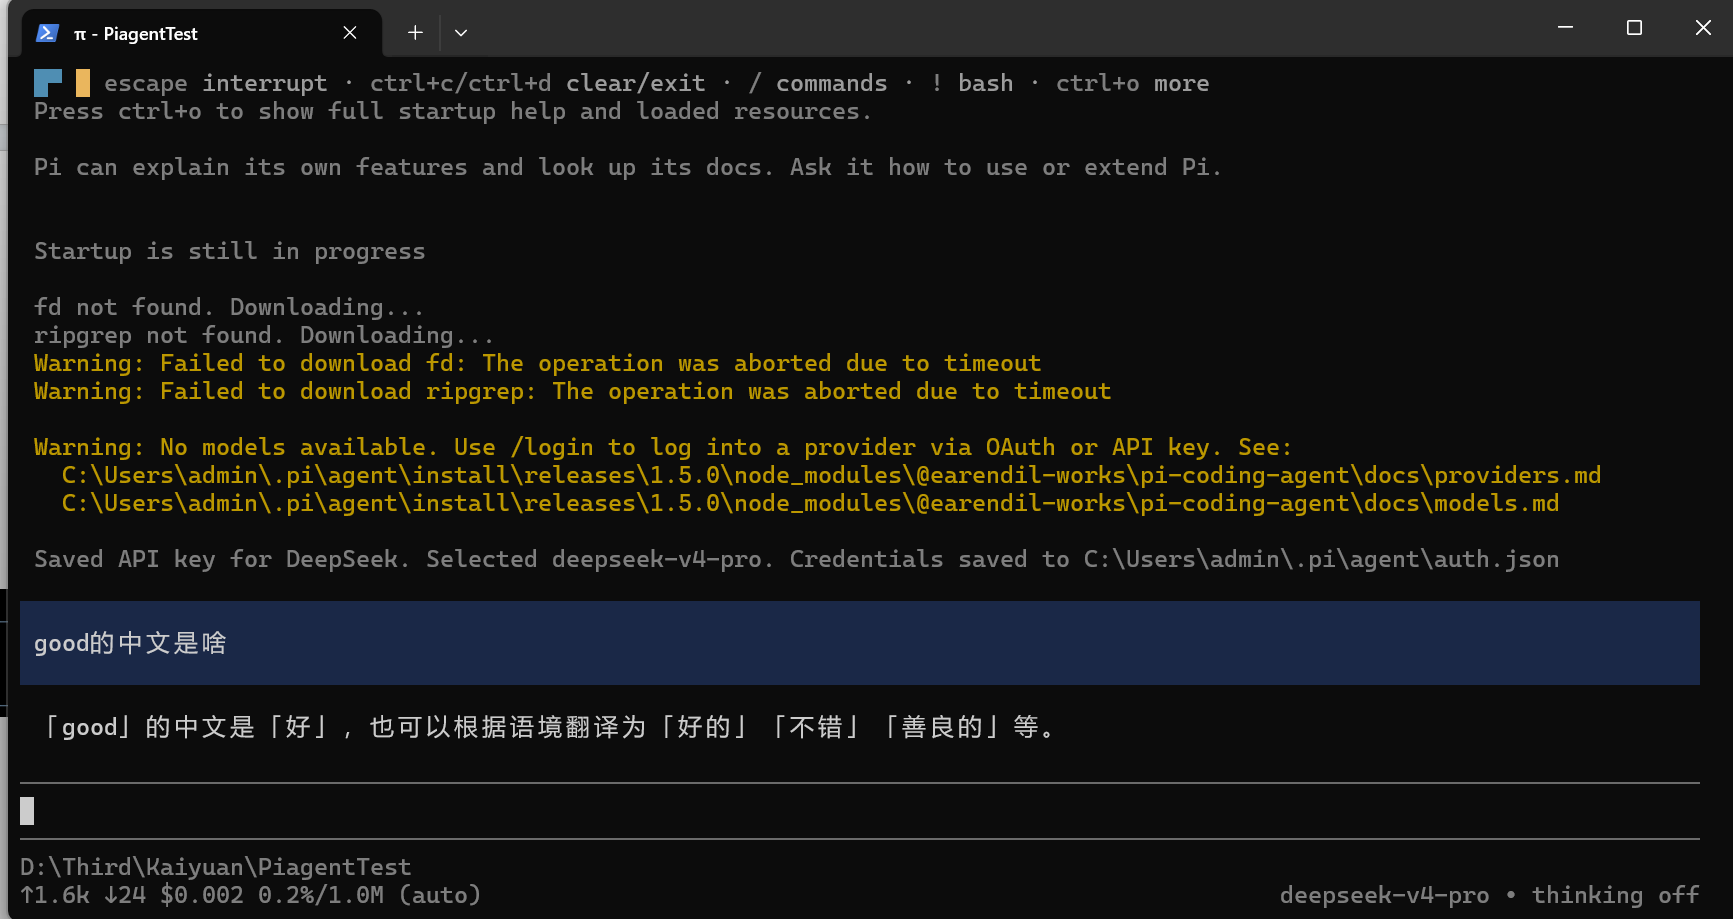 π - PiagentTest
escape interrupt · ctrl+c/ctrl+d clear/exit · / commands · ! bash · ctrl+o more
Press ctrl+o to show full startup help and loaded resources.
Pi can explain its own features and look up its docs. Ask it how to use or extend Pi.
Startup is still in progress
fd not found. Downloading...
ripgrep not found. Downloading...
Warning: Failed to download fd: The operation was aborted due to timeout
Warning: Failed to download ripgrep: The operation was aborted due to timeout
Warning: No models available. Use /login to log into a provider via OAuth or API key. See:
C:\Users\admin\.pi\agent\install\releases\1.5.0\node_modules\@earendil-works\pi-coding-agent\docs\providers.md
C:\Users\admin\.pi\agent\install\releases\1.5.0\node_modules\@earendil-works\pi-coding-agent\docs\models.md
Saved API key for DeepSeek. Selected deepseek-v4-pro. Credentials saved to C:\Users\admin\.pi\agent\auth.json
good的中文是啥
「good」的中文是「好」，也可以根据语境翻译为「好的」「不错」「善良的」等。
D:\Third\Kaiyuan\PiagentTest
↑1.6k ↓24 $0.002 0.2%/1.0M (auto) deepseek-v4-pro • thinking off